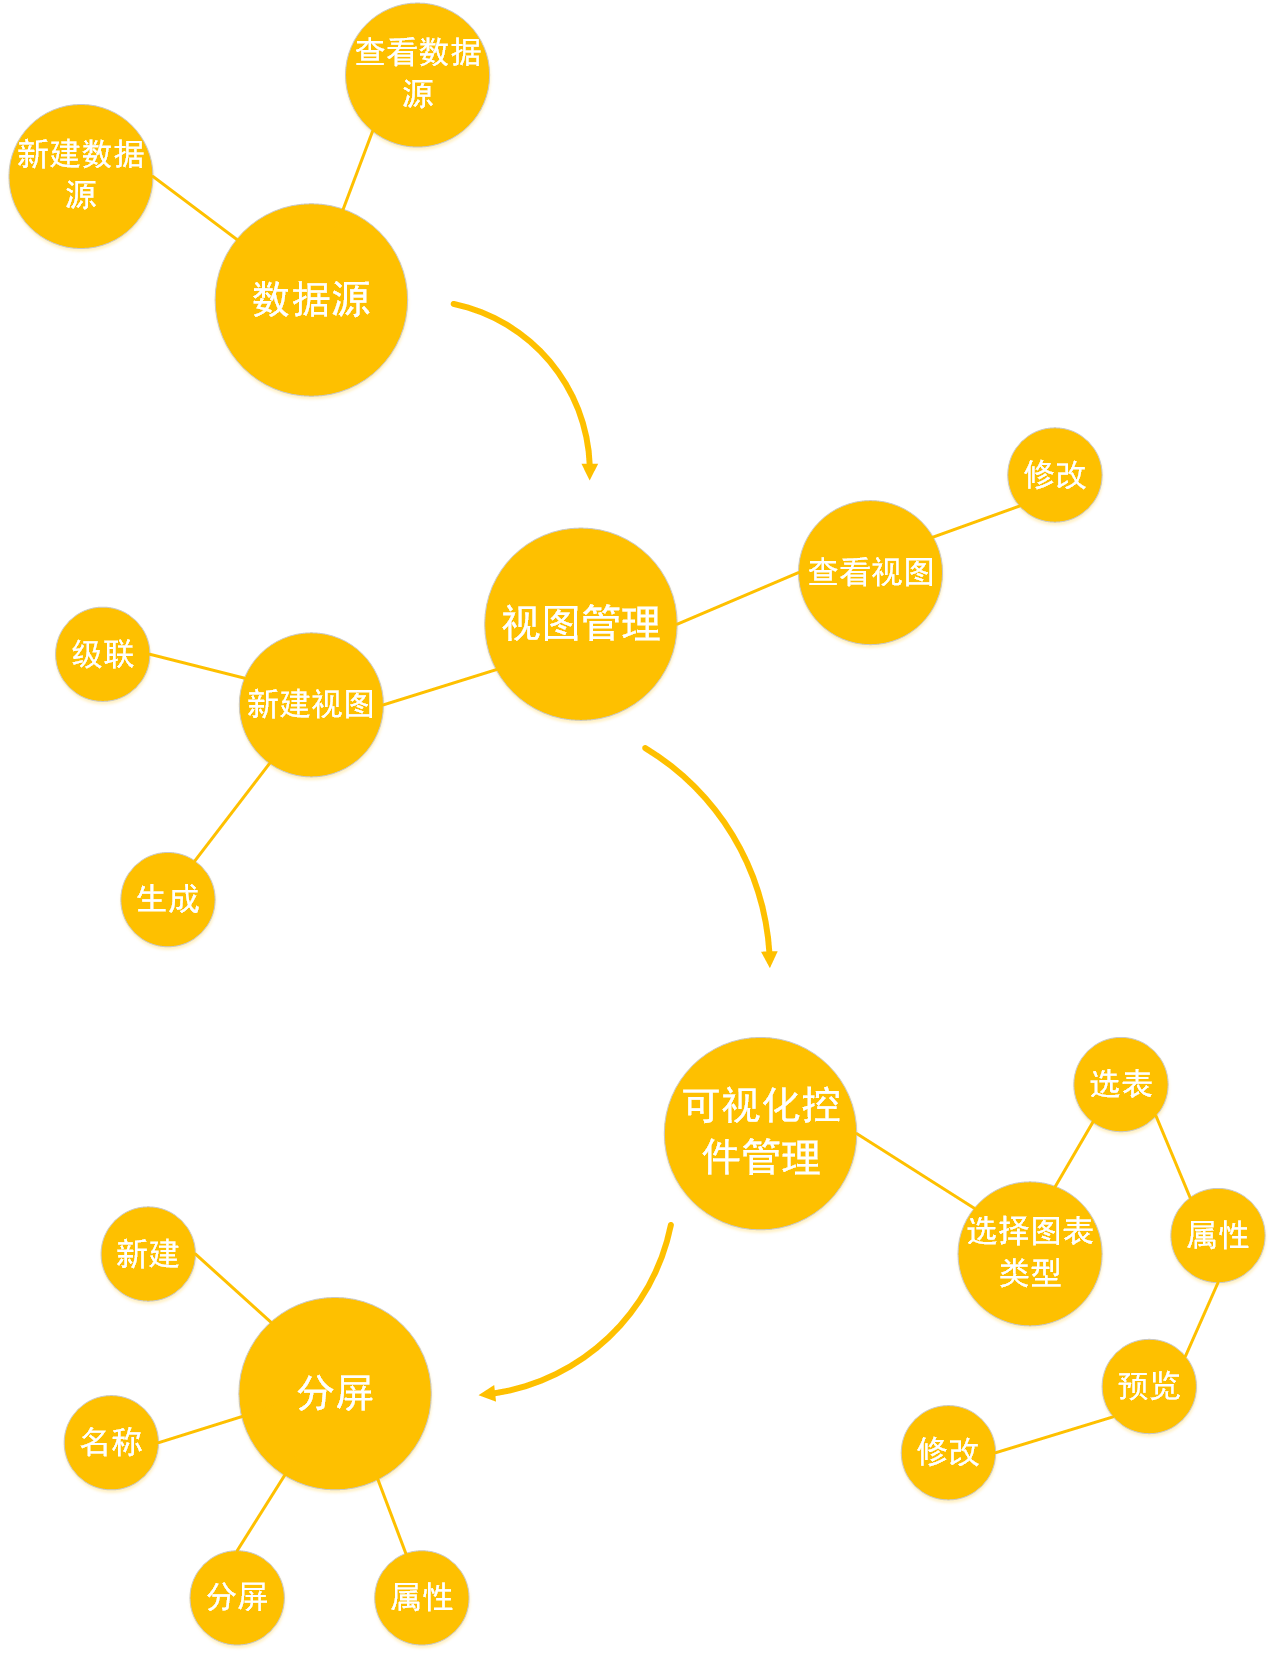 查看数据
源
新建数据
源
数据源
修改
查看视图
视图管理
级联
新建视图
生成
可视化控
件管理
选表
选择图表
类型
属性
预览
修改
新建
分屏
名称
分屏
属性